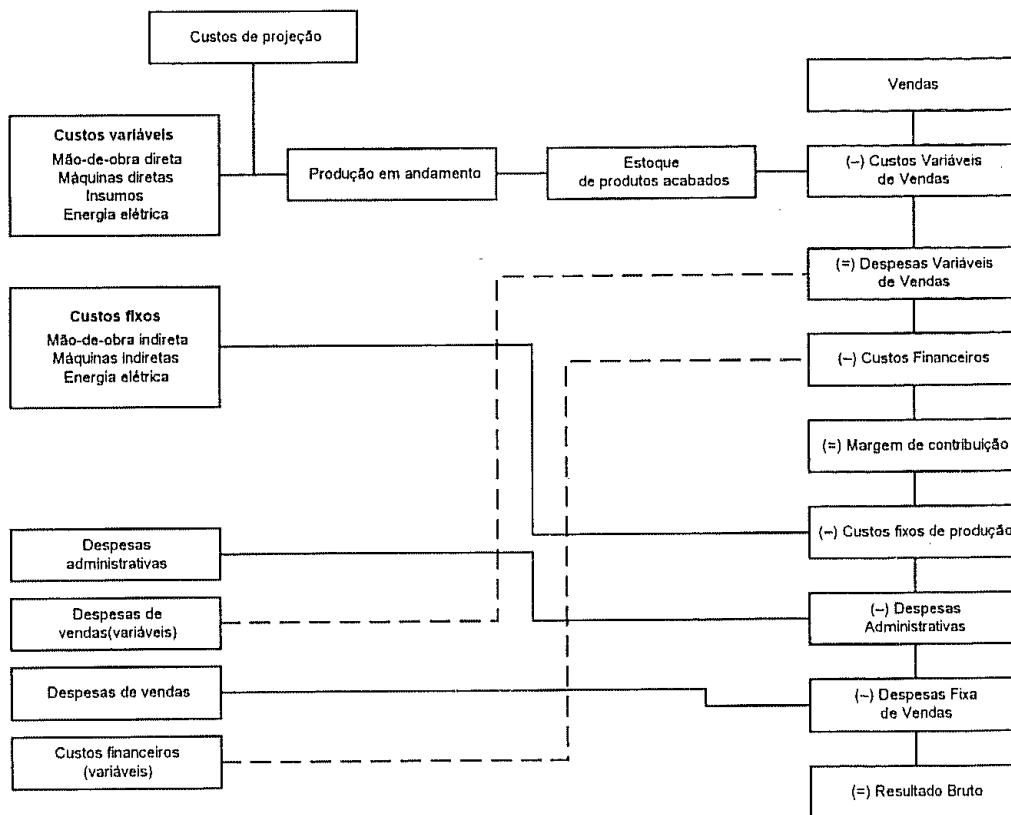 Custos de projeção
Vendas
Custos variáveis
Mão-de-obra direta
Máquinas diretas
Insumos
Energia elétrica
Produção em andamento
Estoque
de produtos acabados
(–) Custos Variáveis
de Vendas
(=) Despesas Variáveis
de Vendas
Custos fixos
Mão-de-obra indireta
Máquinas indiretas
Energia elétrica
(–) Custos Financeiros
(=) Margem de contribuição
(–) Custos fixos de produção
Despesas
administrativas
Despesas de
vendas(variáveis)
(–) Despesas
Administrativas
Despesas de vendas
(–) Despesas Fixa
de Vendas
Custos financeiros
(variáveis)
(=) Resultado Bruto